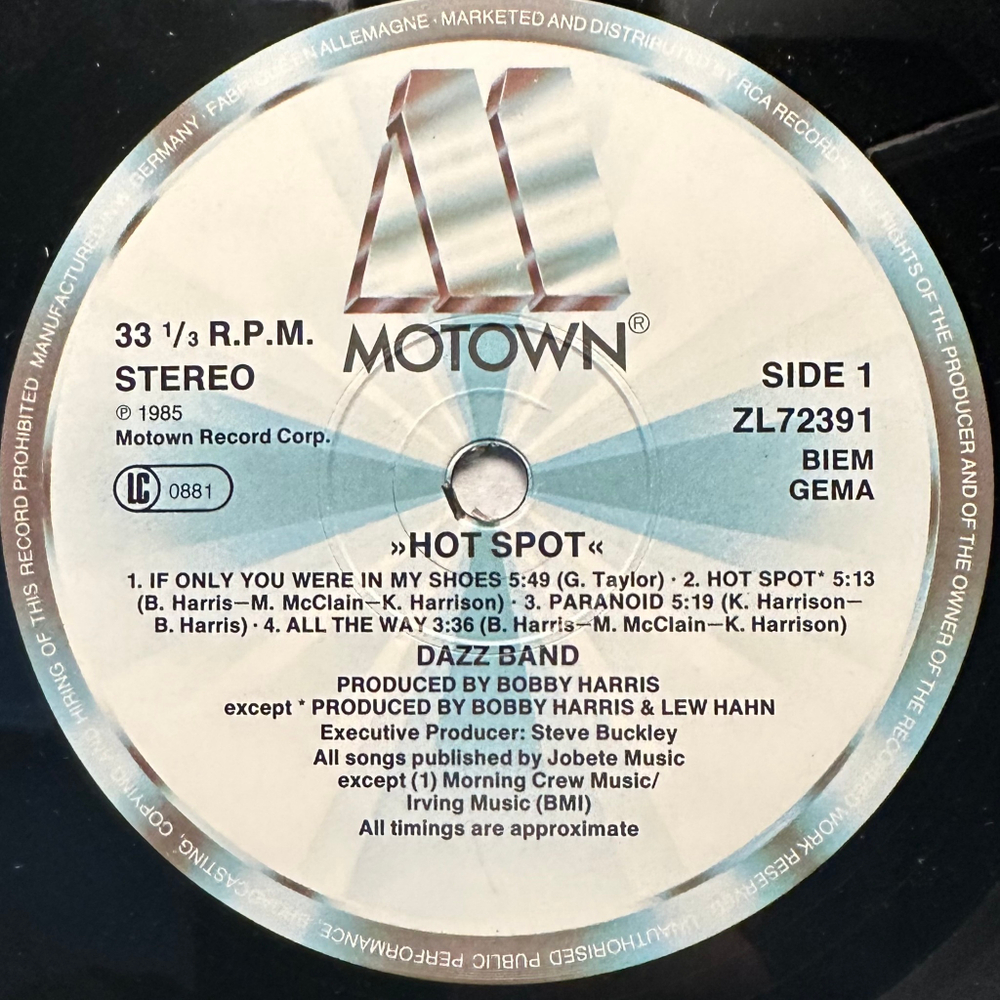 MANUFACTURED IN W. GERMANY · FABRIQUE EN ALLEMAGNE · MARKETED AND DISTRIBUTED BY RCA RECORDS · ALL RIGHTS OF THE PRODUCER AND OF THE OWNER OF THE RECORDED WORK RESERVED. UNAUTHORISED PUBLIC PERFORMANCE, BROADCASTING, COPYING AND HIRING OF THIS RECORD PROHIBITED
MOTOWN®
33 1/3 R.P.M.
STEREO
℗ 1985
Motown Record Corp.
LC 0881
SIDE 1
ZL72391
BIEM
GEMA
»HOT SPOT«
1. IF ONLY YOU WERE IN MY SHOES 5:49 (G. Taylor) · 2. HOT SPOT* 5:13
(B. Harris—M. McClain—K. Harrison) · 3. PARANOID 5:19 (K. Harrison—
B. Harris) · 4. ALL THE WAY 3:36 (B. Harris—M. McClain—K. Harrison)
DAZZ BAND
PRODUCED BY BOBBY HARRIS
except * PRODUCED BY BOBBY HARRIS & LEW HAHN
Executive Producer: Steve Buckley
All songs published by Jobete Music
except (1) Morning Crew Music/
Irving Music (BMI)
All timings are approximate